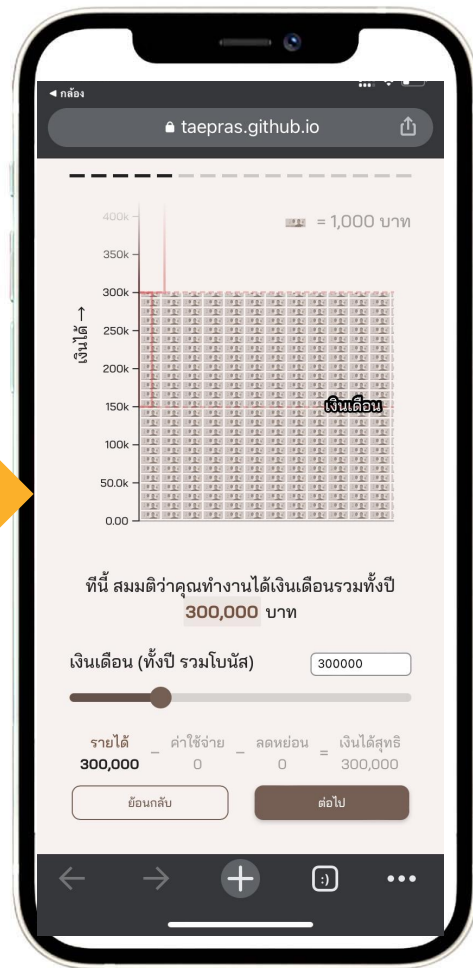 กล้อง
taepras.github.io
400k
= 1,000 บาท
350k
300k
250k
200k
150k
100k
50.0k
0.00
เงินได้ →
เงินเดือน
ทีนี้ สมมติว่าคุณทำงานได้เงินเดือนรวมทั้งปี
300,000 บาท
เงินเดือน (ทั้งปี รวมโบนัส)
300000
รายได้ – ค่าใช้จ่าย – ลดหย่อน = เงินได้สุทธิ
300,000 0 0 300,000
ย้อนกลับ
ต่อไป
:)